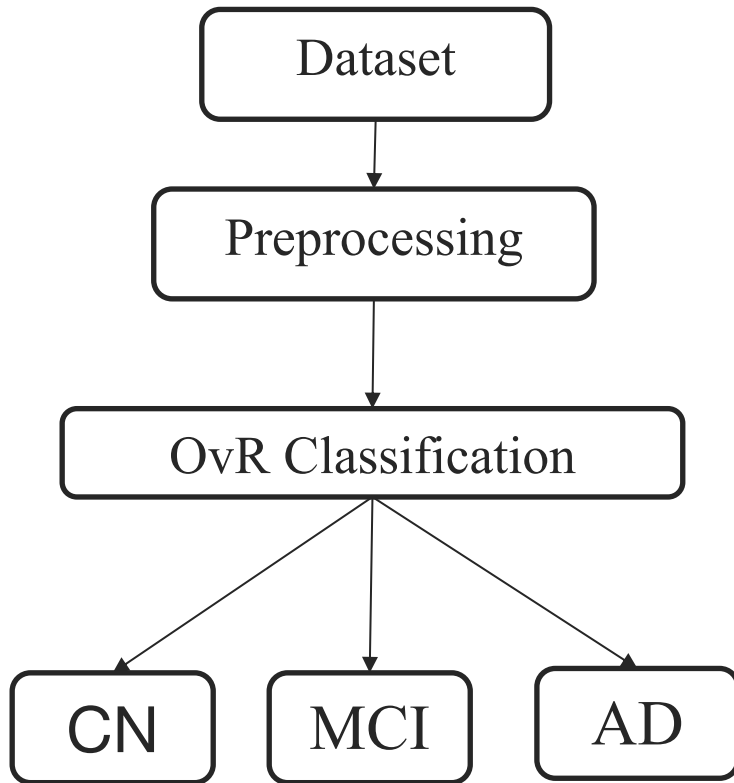 Dataset
Preprocessing
OvR Classification
CN
MCI
AD